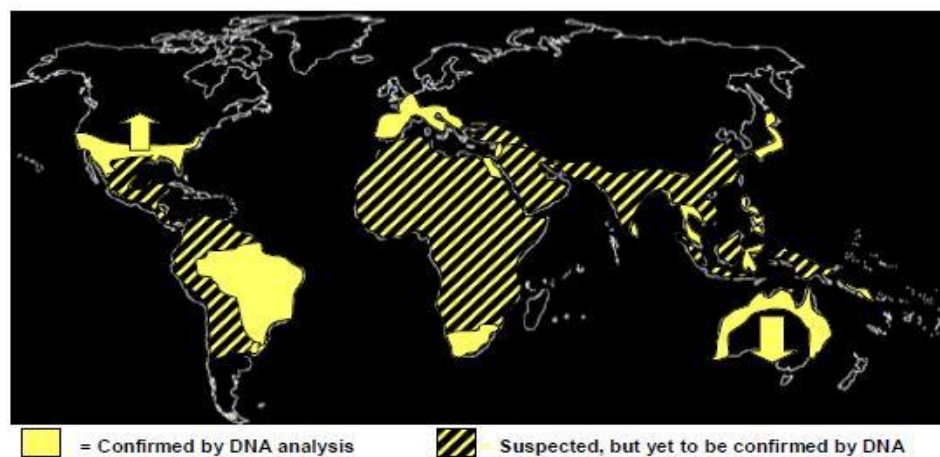 = Confirmed by DNA analysis = Suspected, but yet to be confirmed by DNA